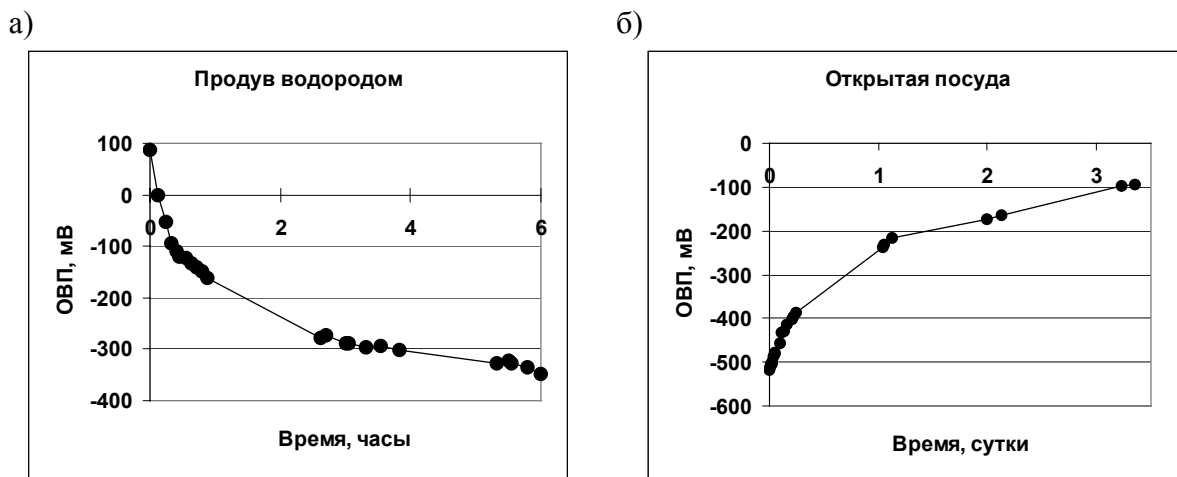 а)
Продув водородом
100
0
-100
-200
-300
-400
0
2
4
6
ОВП, мВ
Время, часы
б)
Открытая посуда
0
-100
-200
-300
-400
-500
-600
0
1
2
3
ОВП, мВ
Время, сутки